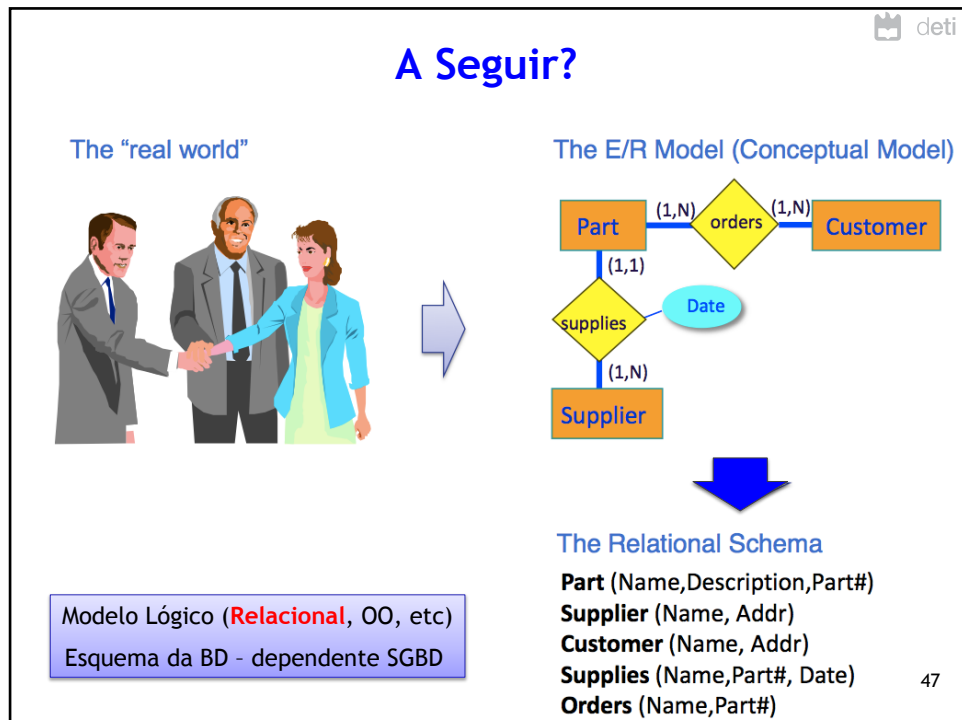 deti
A Seguir?
The “real world”
The E/R Model (Conceptual Model)
Part
(1,N)
orders
(1,N)
Customer
(1,1)
supplies
Date
(1,N)
Supplier
The Relational Schema
Part (Name,Description,Part#)
Supplier (Name, Addr)
Customer (Name, Addr)
Supplies (Name,Part#, Date)
Orders (Name,Part#)
Modelo Lógico (Relacional, OO, etc)
Esquema da BD – dependente SGBD
47